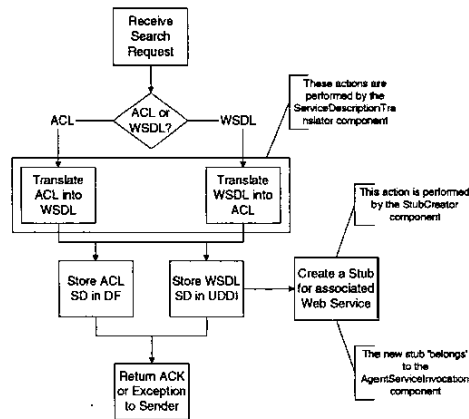 Receive
Search
Request
These actions are
performed by the
ServiceDescriptionTra
nslator component
ACL or
WSDL?
ACL
WSDL
Translate
ACL into
WSDL
Translate
WSDL into
ACL
This action is performed
by the StubCreator
component
Store ACL
SD in DF
Store WSDL
SD in UDDI
Create a Stub
for associated
Web Service
Return ACK
or Exception
to Sender
The new stub "belongs"
to the
AgentServiceInvocation
component